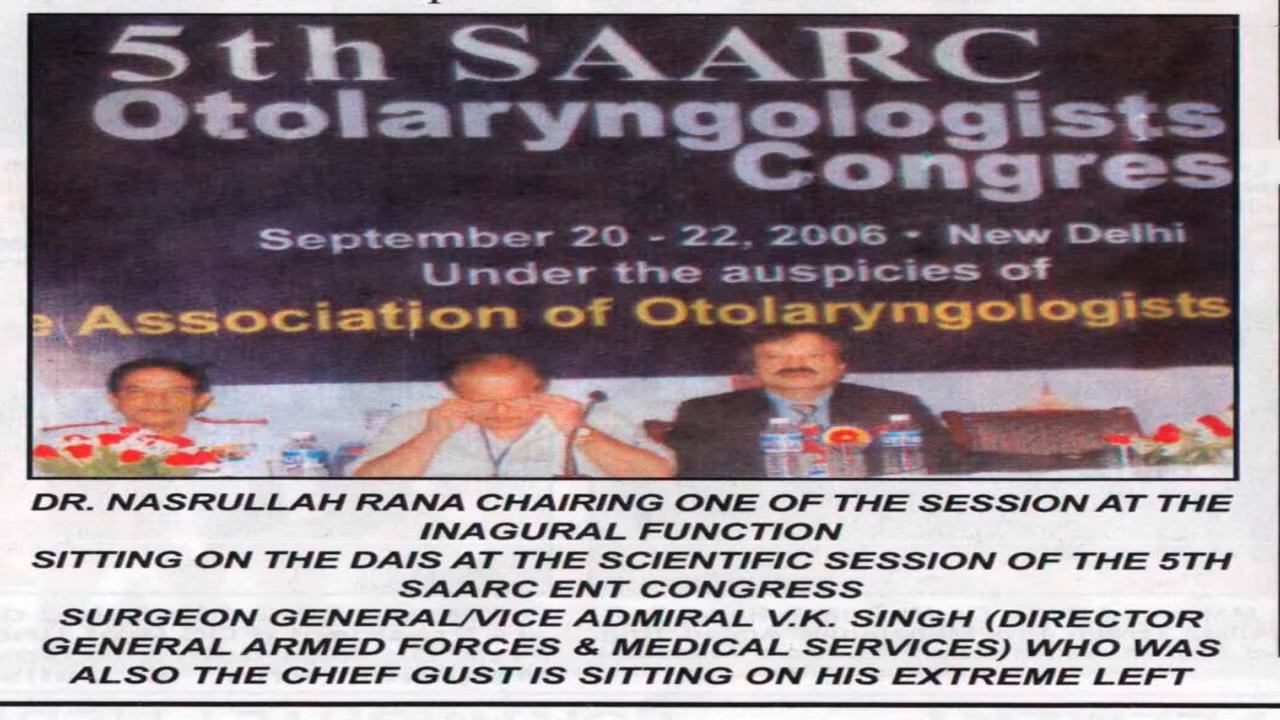 5th SAARC
Otolaryngologists
Congres
September 20 - 22, 2006 • New Delhi
Under the auspicies of
e Association of Otolaryngologists
DR. NASRULLAH RANA CHAIRING ONE OF THE SESSION AT THE
INAGURAL FUNCTION
SITTING ON THE DAIS AT THE SCIENTIFIC SESSION OF THE 5TH
SAARC ENT CONGRESS
SURGEON GENERAL/VICE ADMIRAL V.K. SINGH (DIRECTOR
GENERAL ARMED FORCES & MEDICAL SERVICES) WHO WAS
ALSO THE CHIEF GUST IS SITTING ON HIS EXTREME LEFT